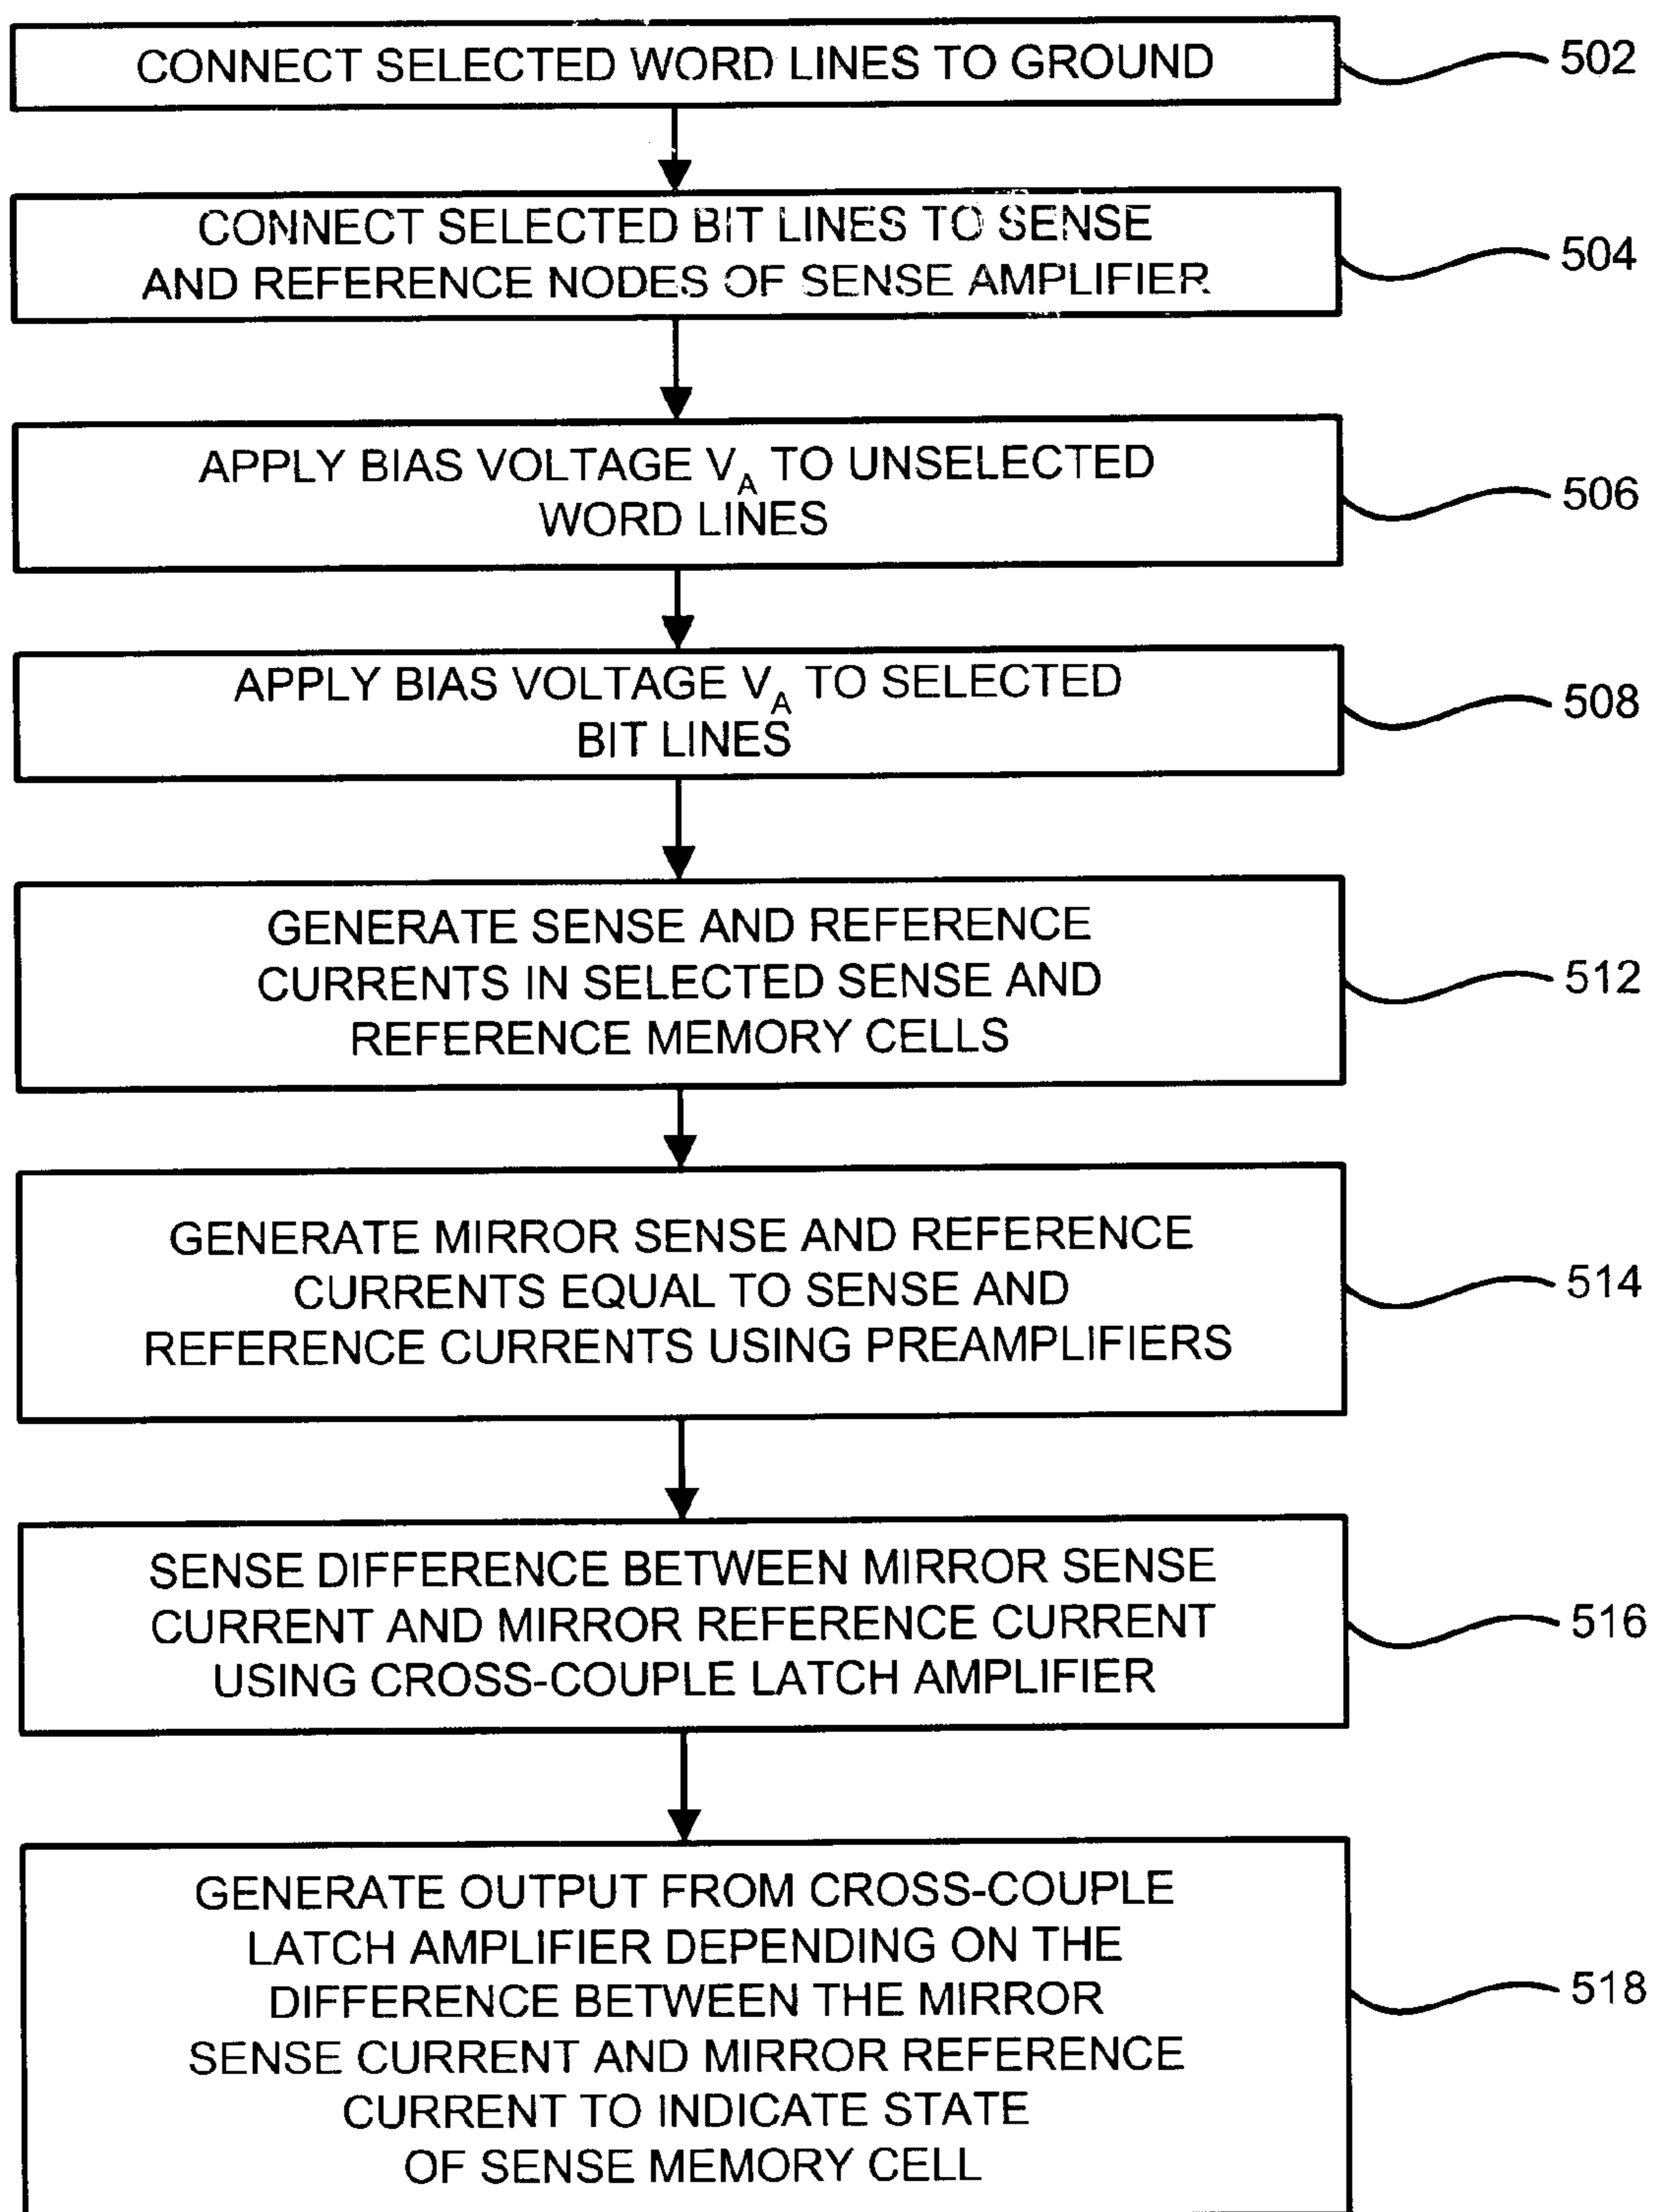 CONNECT SELECTED WORD LINES TO GROUND
502
CONNECT SELECTED BIT LINES TO SENSE
AND REFERENCE NODES OF SENSE AMPLIFIER
504
APPLY BIAS VOLTAGE VA TO UNSELECTED
WORD LINES
506
APPLY BIAS VOLTAGE VA TO SELECTED
BIT LINES
508
GENERATE SENSE AND REFERENCE
CURRENTS IN SELECTED SENSE AND
REFERENCE MEMORY CELLS
512
GENERATE MIRROR SENSE AND REFERENCE
CURRENTS EQUAL TO SENSE AND
REFERENCE CURRENTS USING PREAMPLIFIERS
514
SENSE DIFFERENCE BETWEEN MIRROR SENSE
CURRENT AND MIRROR REFERENCE CURRENT
USING CROSS-COUPLE LATCH AMPLIFIER
516
GENERATE OUTPUT FROM CROSS-COUPLE
LATCH AMPLIFIER DEPENDING ON THE
DIFFERENCE BETWEEN THE MIRROR
SENSE CURRENT AND MIRROR REFERENCE
CURRENT TO INDICATE STATE
OF SENSE MEMORY CELL
518